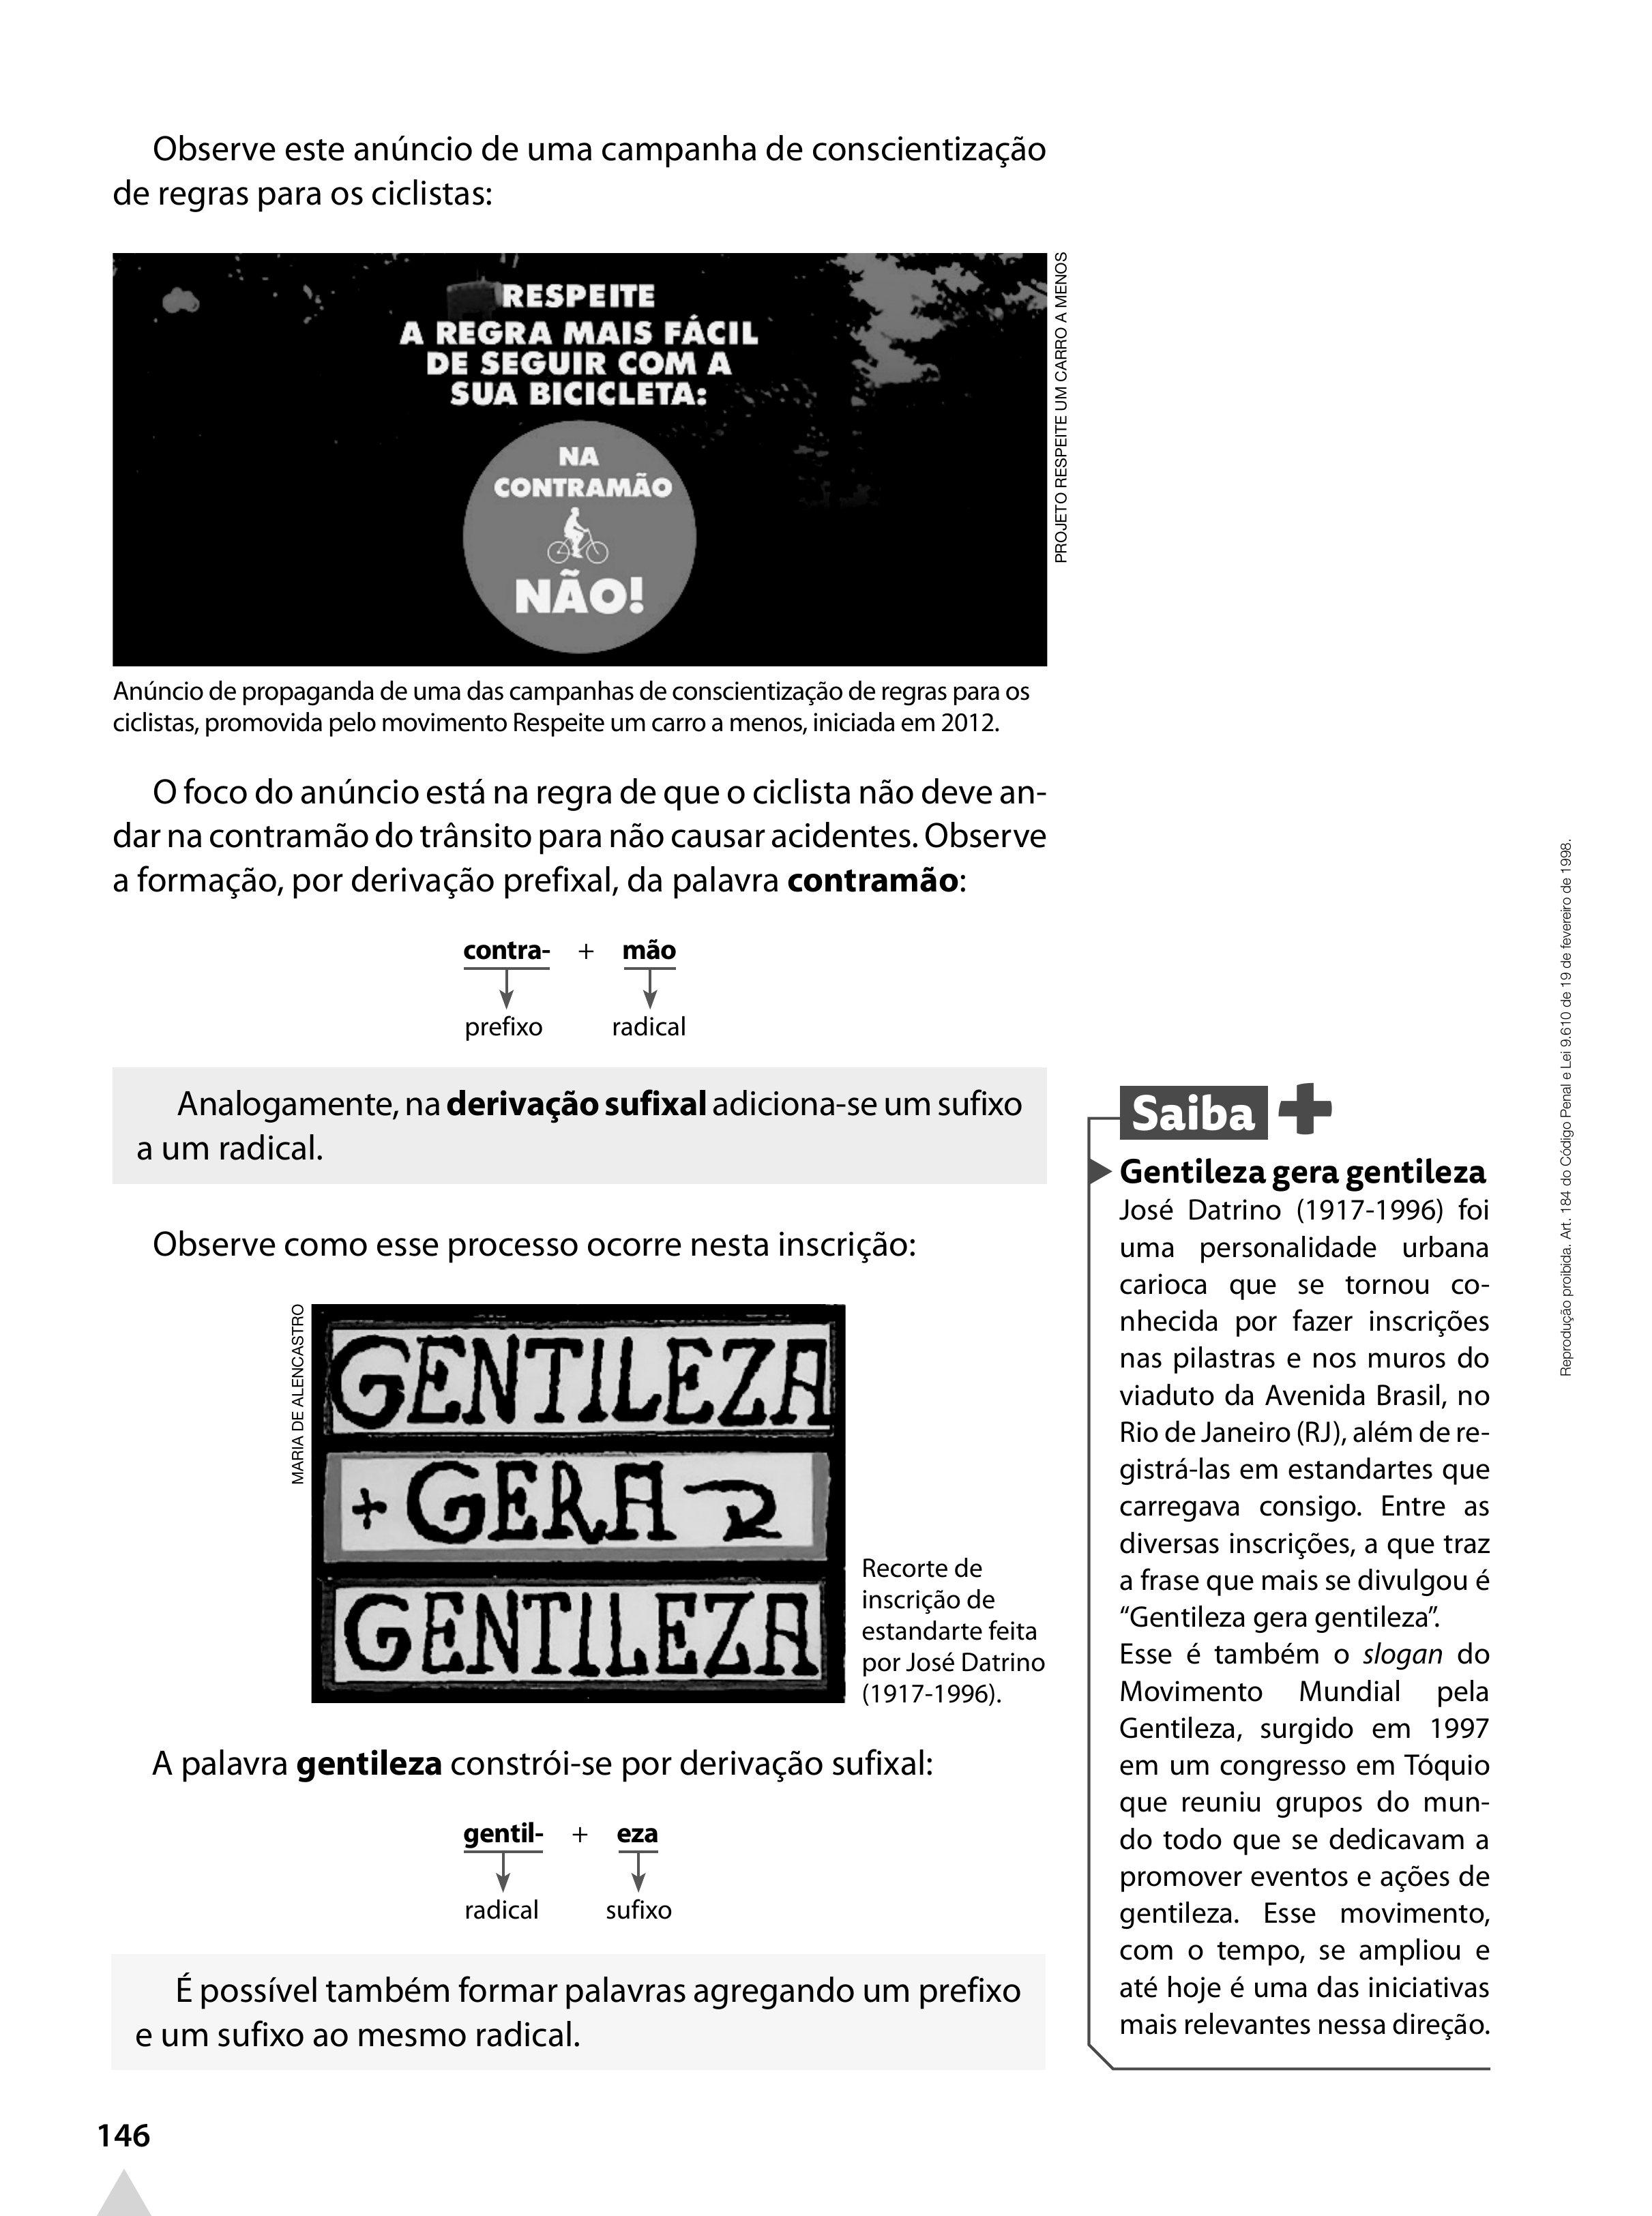 Observe este anúncio de uma campanha de conscientização
de regras para os ciclistas:
RESPEITE
A REGRA MAIS FÁCIL
DE SEGUIR COM A
SUA BICICLETA:
NA
CONTRAMÃO
NÃO!
PROJETO RESPEITE UM CARRO A MENOS
Anúncio de propaganda de uma das campanhas de conscientização de regras para os
ciclistas, promovida pelo movimento Respeite um carro a menos, iniciada em 2012.
O foco do anúncio está na regra de que o ciclista não deve an-
dar na contramão do trânsito para não causar acidentes. Observe
a formação, por derivação prefixal, da palavra contramão:
contra- + mão
prefixo radical
Analogamente, na derivação sufixal adiciona-se um sufixo
a um radical.
Observe como esse processo ocorre nesta inscrição:
MARIA DE ALENCASTRO
GENTILEZA
+ GERA
GENTILEZA
Recorte de
inscrição de
estandarte feita
por José Datrino
(1917-1996).
A palavra gentileza constrói-se por derivação sufixal:
gentil- + eza
radical sufixo
É possível também formar palavras agregando um prefixo
e um sufixo ao mesmo radical.
Saiba +
Gentileza gera gentileza
José Datrino (1917-1996) foi
uma personalidade urbana
carioca que se tornou co-
nhecida por fazer inscrições
nas pilastras e nos muros do
viaduto da Avenida Brasil, no
Rio de Janeiro (RJ), além de re-
gistrá-las em estandartes que
carregava consigo. Entre as
diversas inscrições, a que traz
a frase que mais se divulgou é
“Gentileza gera gentileza”.
Esse é também o slogan do
Movimento Mundial pela
Gentileza, surgido em 1997
em um congresso em Tóquio
que reuniu grupos do mun-
do todo que se dedicavam a
promover eventos e ações de
gentileza. Esse movimento,
com o tempo, se ampliou e
até hoje é uma das iniciativas
mais relevantes nessa direção.
Reprodução proibida. Art. 184 do Código Penal e Lei 9.610 de 19 de fevereiro de 1998.
146